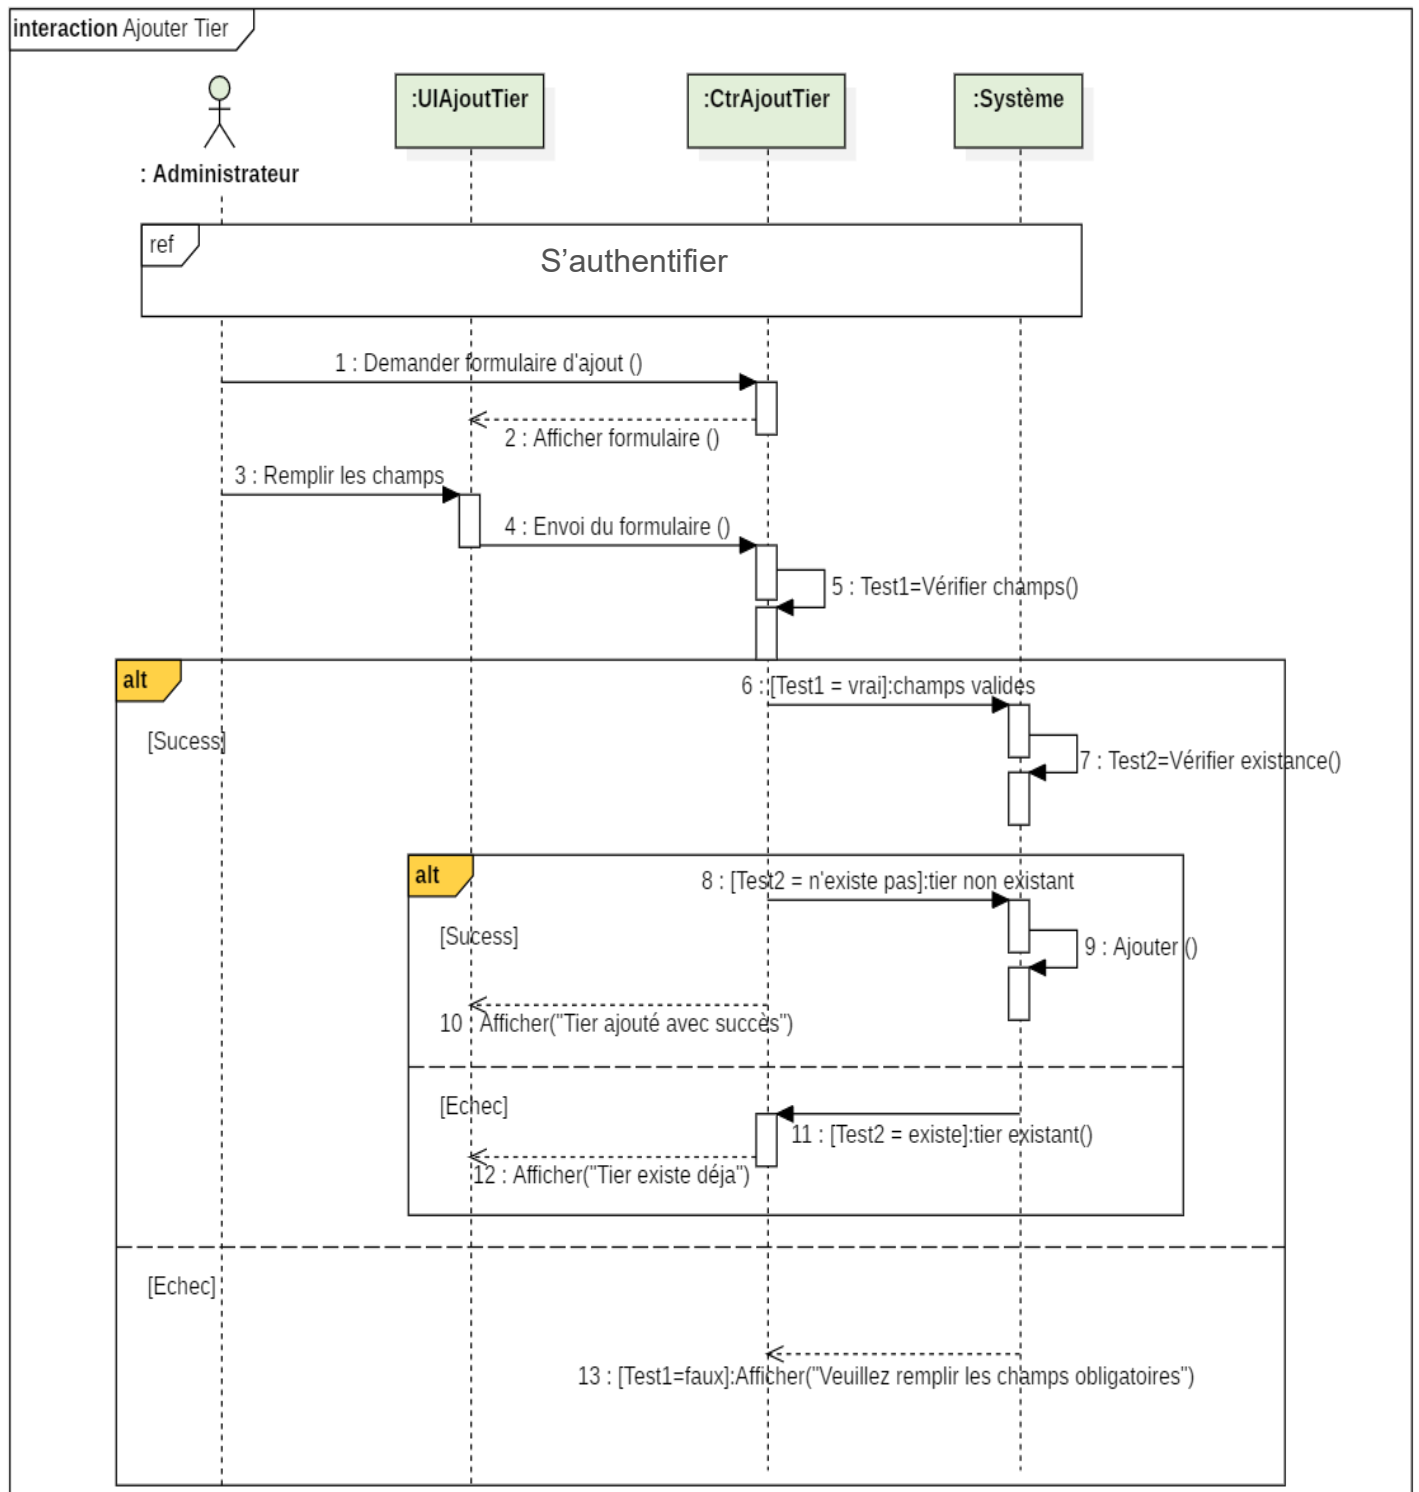 interaction Ajouter Tier
:UIAjoutTier
:CtrAjoutTier
:Système
: Administrateur
ref
S’authentifier
1 : Demander formulaire d'ajout ()
2 : Afficher formulaire ()
3 : Remplir les champs
4 : Envoi du formulaire ()
5 : Test1=Vérifier champs()
alt
6 : [Test1 = vrai]:champs valides
[Sucess]
7 : Test2=Vérifier existance()
alt
8 : [Test2 = n'existe pas]:tier non existant
[Sucess]
9 : Ajouter ()
10 : Afficher("Tier ajouté avec succès")
[Echec]
11 : [Test2 = existe]:tier existant()
12 : Afficher("Tier existe déja")
[Echec]
13 : [Test1=faux]:Afficher("Veuillez remplir les champs obligatoires")